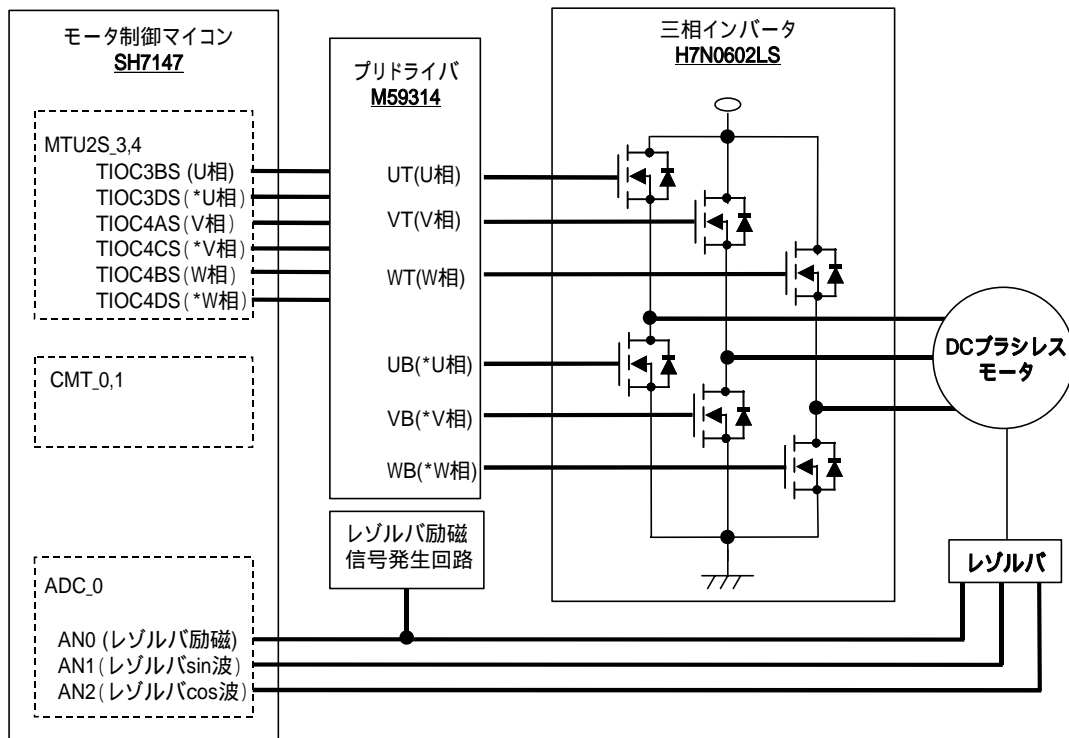 モータ制御マイコン
SH7147
MTU2S_3,4
TIOC3BS (U相)
TIOC3DS(*U相)
TIOC4AS(V相)
TIOC4CS(*V相)
TIOC4BS(W相)
TIOC4DS(*W相)
CMT_0,1
ADC_0
AN0 (レゾルバ励磁)
AN1(レゾルバsin波)
AN2(レゾルバcos波)
プリドライバ
M59314
UT(U相)
VT(V相)
WT(W相)
UB(*U相)
VB(*V相)
WB(*W相)
レゾルバ励磁
信号発生回路
三相インバータ
H7N0602LS
DCブラシレス
モータ
レゾルバ